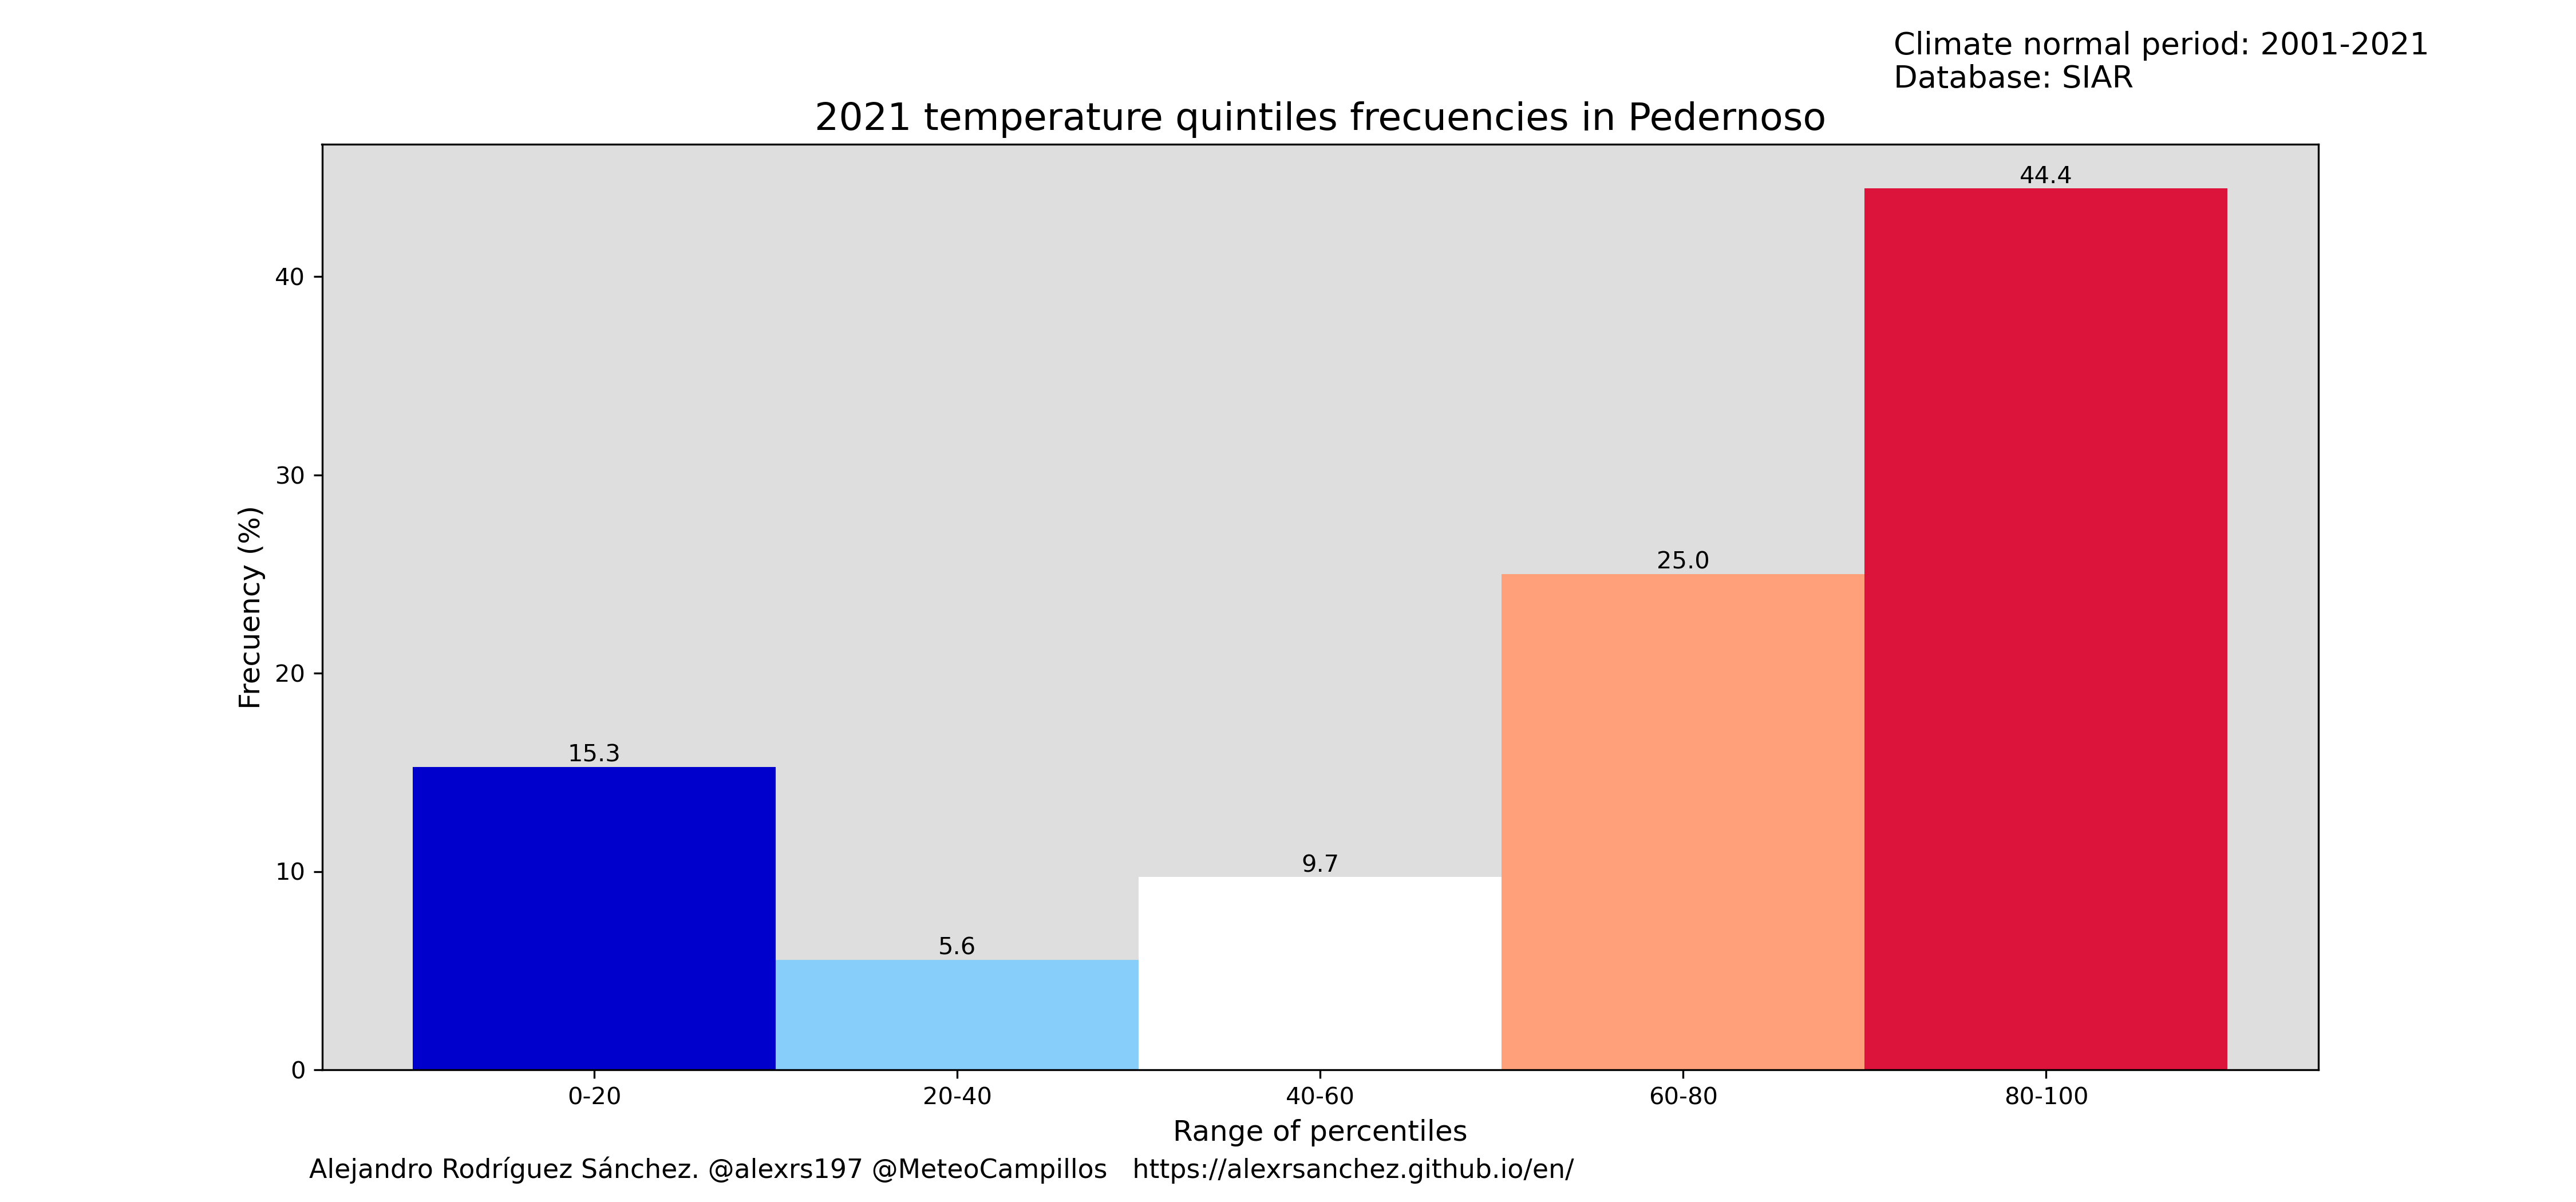 Climate normal period: 2001-2021
Database: SIAR
2021 temperature quintiles frecuencies in Pedernoso
44.4
40
25.0
30
Frecuency (%)
20
15.3
10
9.7
5.6
0
0-20 20-40 40-60 60-80 80-100
Range of percentiles
Alejandro Rodríguez Sánchez. @alexrs197 @MeteoCampillos https://alexrsanchez.github.io/en/